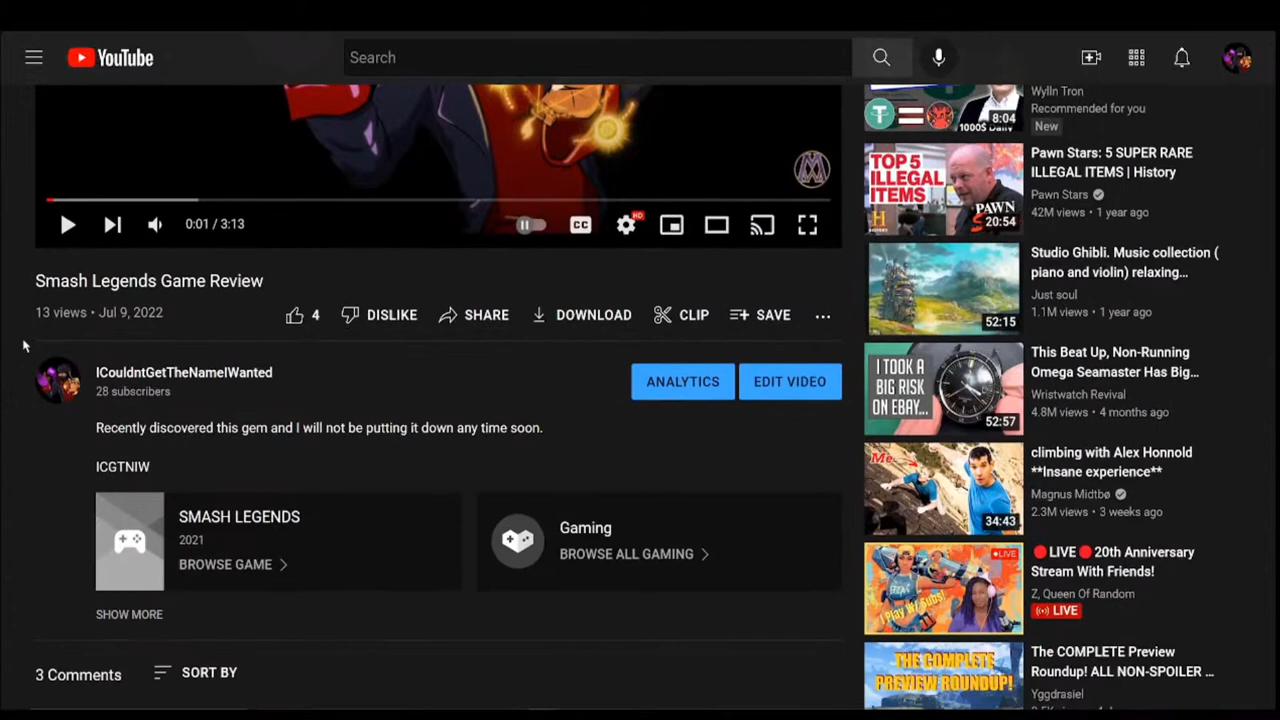 YouTube
Search
0:01 / 3:13
CC
HD
Smash Legends Game Review
13 views • Jul 9, 2022
4
DISLIKE
SHARE
DOWNLOAD
CLIP
SAVE
ICouldntGetTheNameIWanted
28 subscribers
ANALYTICS
EDIT VIDEO
Recently discovered this gem and I will not be putting it down any time soon.
ICGTNIW
SMASH LEGENDS
2021
BROWSE GAME
Gaming
BROWSE ALL GAMING
SHOW MORE
3 Comments
SORT BY
1000$ Daily
8:04
Wylln Tron
Recommended for you
New
TOP 5
ILLEGAL
ITEMS
PAWN
STARS
20:54
Pawn Stars: 5 SUPER RARE
ILLEGAL ITEMS | History
Pawn Stars
42M views • 1 year ago
52:15
Studio Ghibli. Music collection (
piano and violin) relaxing...
Just soul
1.1M views • 1 year ago
I TOOK A
BIG RISK
ON EBAY...
52:57
This Beat Up, Non-Running
Omega Seamaster Has Big...
Wristwatch Revival
4.8M views • 4 months ago
Me
34:43
climbing with Alex Honnold
**Insane experience**
Magnus Midtbø
2.3M views • 3 weeks ago
LIVE
I Play W/ Subs!
LIVE 20th Anniversary
Stream With Friends!
Z, Queen Of Random
LIVE
THE COMPLETE
PREVIEW ROUNDUP!
The COMPLETE Preview
Roundup! ALL NON-SPOILER ...
Yggdrasiel